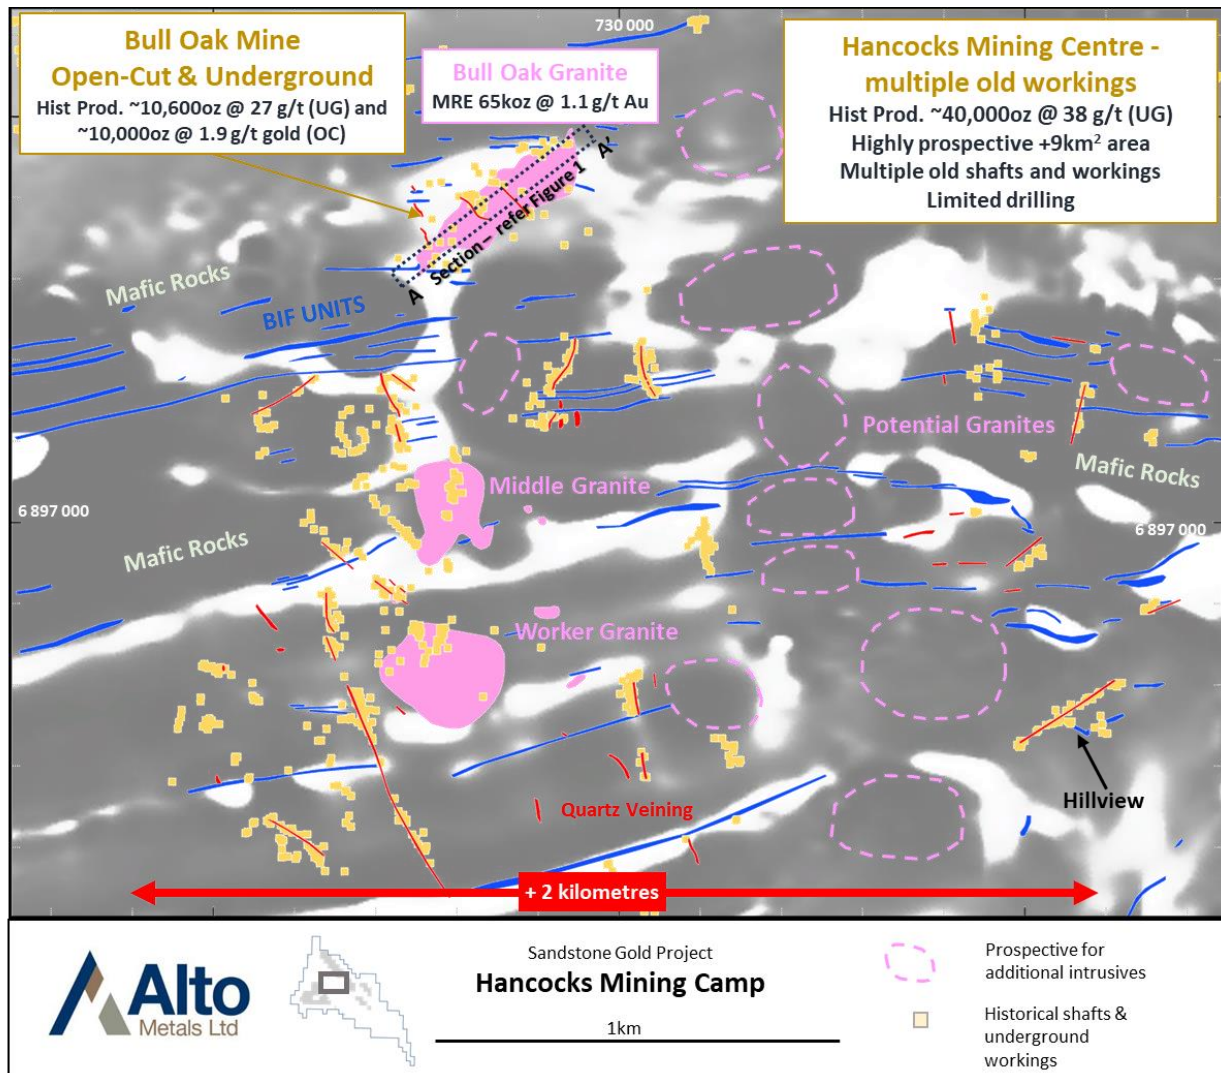 730 000
Bull Oak Mine
Open-Cut & Underground
Hist Prod. ~10,600oz @ 27 g/t (UG) and
~10,000oz @ 1.9 g/t gold (OC)
Bull Oak Granite
MRE 65koz @ 1.1 g/t Au
Hancocks Mining Centre -
multiple old workings
Hist Prod. ~40,000oz @ 38 g/t (UG)
Highly prospective +9km² area
Multiple old shafts and workings
Limited drilling
A'
Section – refer Figure 1
A
Mafic Rocks
BIF UNITS
Potential Granites
Mafic Rocks
Middle Granite
6 897 000
6 897 000
Mafic Rocks
Worker Granite
Hillview
Quartz Veining
+ 2 kilometres
Alto
Metals Ltd
Sandstone Gold Project
Hancocks Mining Camp
1km
Prospective for
additional intrusives
Historical shafts &
underground
workings